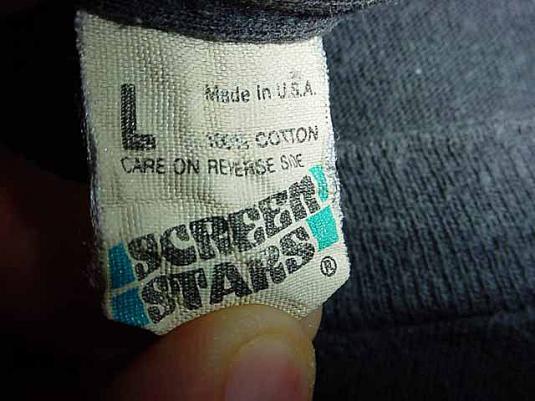 L
Made in U.S.A.
100% COTTON
CARE ON REVERSE SIDE
SCREEN
STARS ®